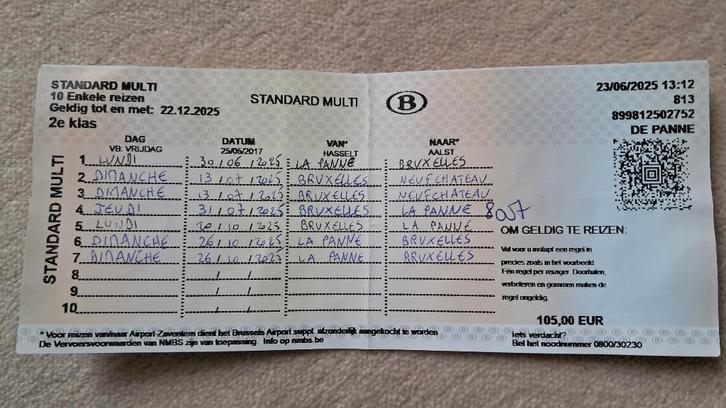 STANDARD MULTI
10 Enkele reizen
Geldig tot en met: 22.12.2025
2e klas
STANDARD MULTI
B
23/06/2025 13:12
813
899812502752
DE PANNE
DAG DATUM VAN* NAAR*
VB: VRIJDAG 25/06/2017 HASSELT AALST
STANDARD MULTI
1 LUNDI 30/06/2025 LA PANNE BRUXELLES
2 DIMANCHE 13/07/2025 BRUXELLES NEUFCHATEAU
3 DIMANCHE 13/07/2025 BRUXELLES NEUFCHATEAU
4 JEUDI 31/07/2025 BRUXELLES LA PANNE
5 LUNDI 20/10/2025 BRUXELLES LA PANNE
6 DIMANCHE 26/10/2025 LA PANNE BRUXELLES
7 DIMANCHE 26/10/2025 LA PANNE BRUXELLES
8 / /
9 / /
10 / /
OM GELDIG TE REIZEN:
Vul voor u instapt een regel in
precies zoals in het voorbeeld.
Eén regel per reiziger. Doorhalen,
verbeteren en gommen maken de
regel ongeldig.
105,00 EUR
* Voor reizen van/naar Airport-Zaventem dient het Brussels Airport suppl. afzonderlijk aangekocht te worden
De Vervoersvoorwaarden van NMBS zijn van toepassing. Info op nmbs.be
Iets verdacht?
Bel het noodnummer 0800/30230